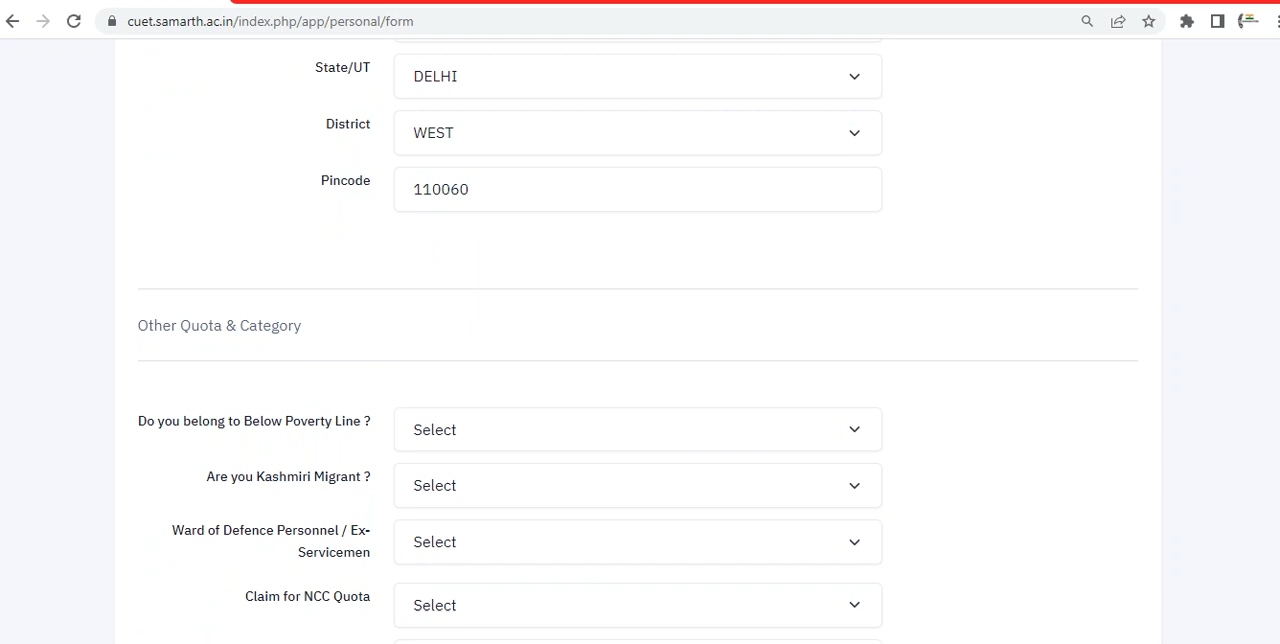 cuet.samarth.ac.in/index.php/app/personal/form
State/UT
DELHI
District
WEST
Pincode
110060
Other Quota & Category
Do you belong to Below Poverty Line ?
Select
Are you Kashmiri Migrant ?
Select
Ward of Defence Personnel / Ex-
Servicemen
Select
Claim for NCC Quota
Select